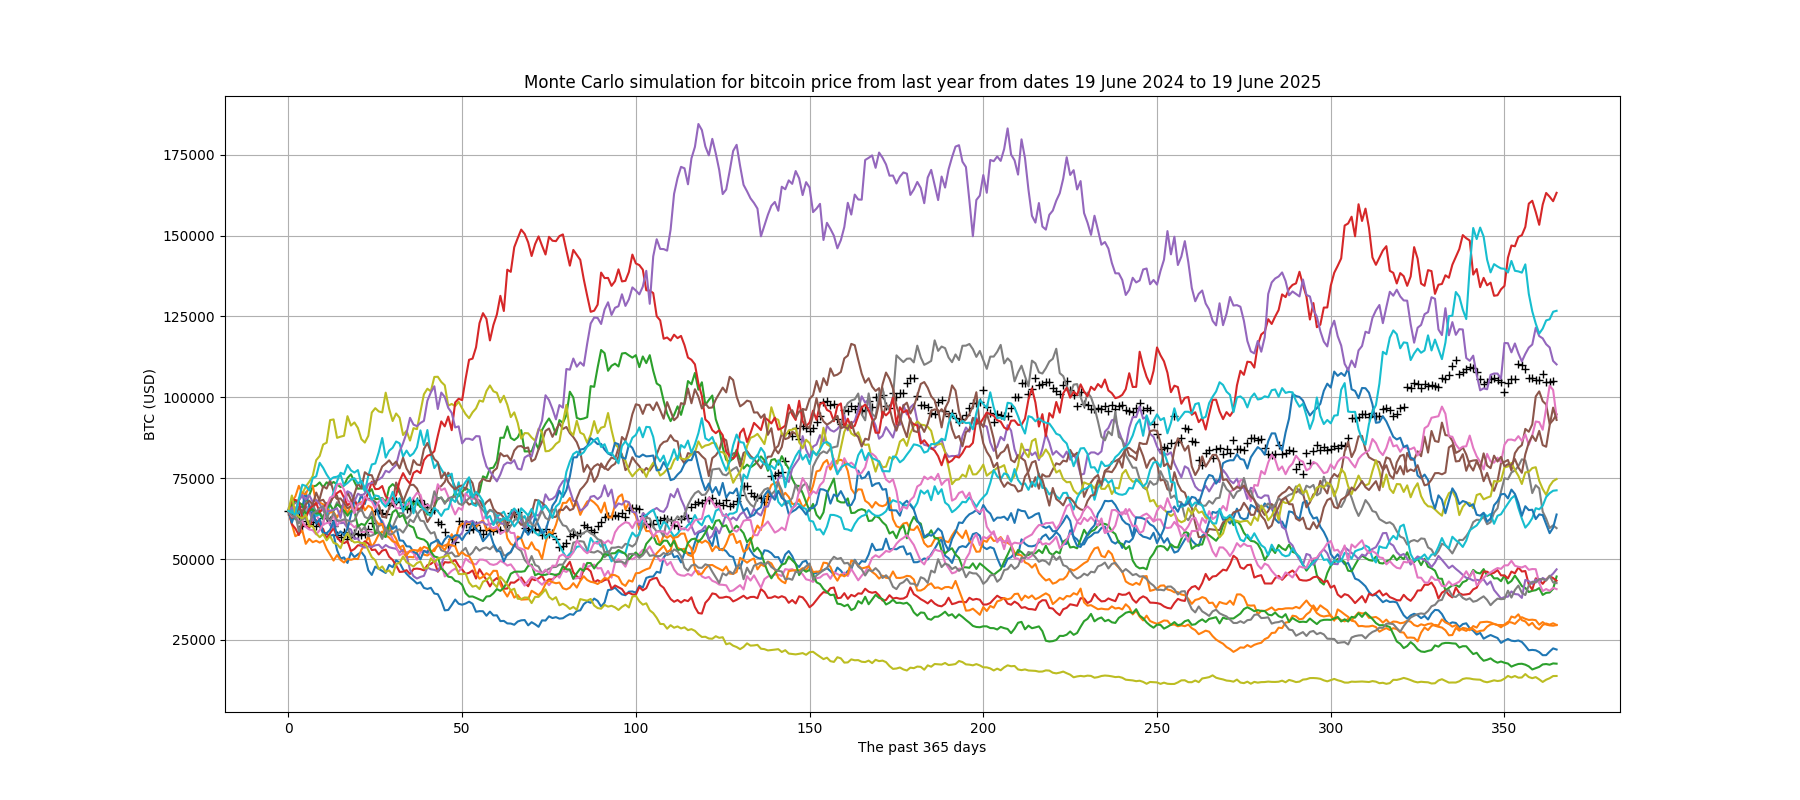 Monte Carlo simulation for bitcoin price from last year from dates 19 June 2024 to 19 June 2025
175000
150000
125000
100000
75000
50000
25000
BTC (USD)
0 50 100 150 200 250 300 350
The past 365 days